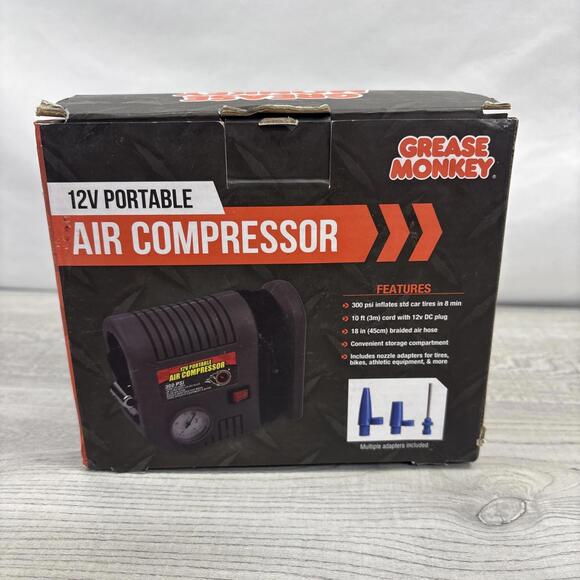 GREASE
MONKEY
GREASE
MONKEY®
12V PORTABLE
AIR COMPRESSOR
FEATURES
300 psi inflates std car tires in 8 min
10 ft (3m) cord with 12v DC plug
18 in (45cm) braided air hose
Convenient storage compartment
Includes nozzle adapters for tires,
bikes, athletic equipment, & more
12V PORTABLE
AIR COMPRESSOR
300 PSI
Multiple adapters included